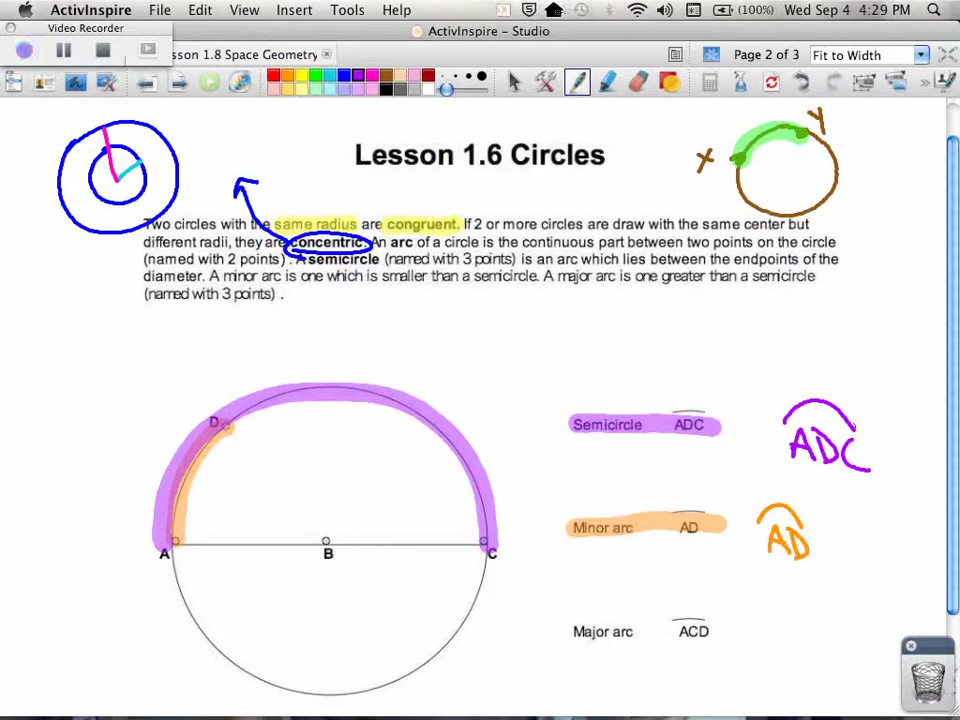 ActivInspire File Edit View Insert Tools Help (100%) Wed Sep 4 4:29 PM
Video Recorder
ActivInspire - Studio
sson 1.8 Space Geometry
Page 2 of 3 Fit to Width
X Y
Lesson 1.6 Circles
Two circles with the same radius are congruent. If 2 or more circles are draw with the same center but
different radii, they are concentric. An arc of a circle is the continuous part between two points on the circle
(named with 2 points) . A semicircle (named with 3 points) is an arc which lies between the endpoints of the
diameter. A minor arc is one which is smaller than a semicircle. A major arc is one greater than a semicircle
(named with 3 points) .
D
Semicircle ADC ADC
Minor arc AD AD
A B C
Major arc ACD